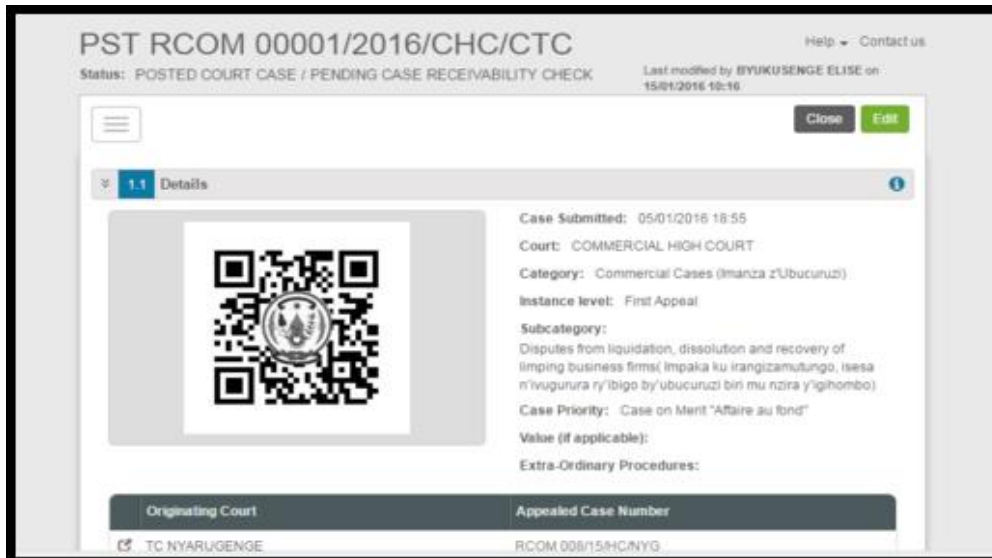 PST RCOM 00001/2016/CHC/CTC
Help Contact us
Status: POSTED COURT CASE / PENDING CASE RECEIVABILITY CHECK
Last modified by BYUKUSENGE ELISE on
15/01/2016 10:16
Close Edit
1.1 Details
Case Submitted: 05/01/2016 18:55
Court: COMMERCIAL HIGH COURT
Category: Commercial Cases (Imanza z'Ubucuruzi)
Instance level: First Appeal
Subcategory:
Disputes from liquidation, dissolution and recovery of
limping business firms( Impaka ku irangizamutungo, isesa
n'ivugurura ry'ibigo by'ubucuruzi biri mu nzira y'igihombo)
Case Priority: Case on Merit "Affaire au fond"
Value (if applicable):
Extra-Ordinary Procedures:
Originating Court Appealed Case Number
TC NYARUGENGE RCOM 008/15/HC/NYG